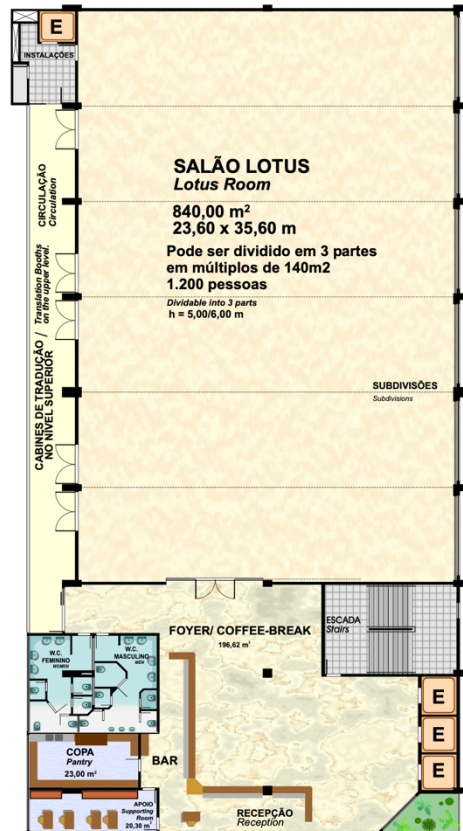 E
INSTALAÇÕES
CIRCULAÇÃO
Circulation
SALÃO LOTUS
Lotus Room
840,00 m²
23,60 x 35,60 m
Pode ser dividido em 3 partes
em múltiplos de 140m2
1.200 pessoas
Dividable into 3 parts
h = 5,00/6,00 m
CABINES DE TRADUÇÃO /
NO NÍVEL SUPERIOR
Translation Booths
on the upper level.
SUBDIVISÕES
Subdivisions
FOYER/ COFFEE-BREAK
196,62 m²
ESCADA
Stairs
W.C.
FEMININO
WOMEN
W.C.
MASCULINO
MEN
E
E
E
COPA
Pantry
23,00 m²
BAR
APOIO
Supporting
Room
20,30 m²
RECEPÇÃO
Reception